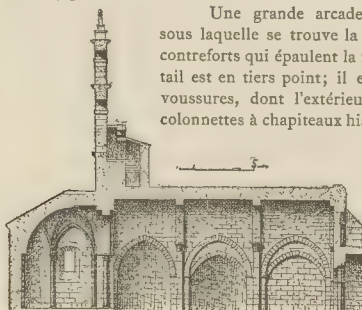 Une grande arcade
sous laquelle se trouve la
contreforts qui épaulent la
tail est en tiers point; il e
voussures, dont l'extérieu
colonnettes à chapiteaux hi